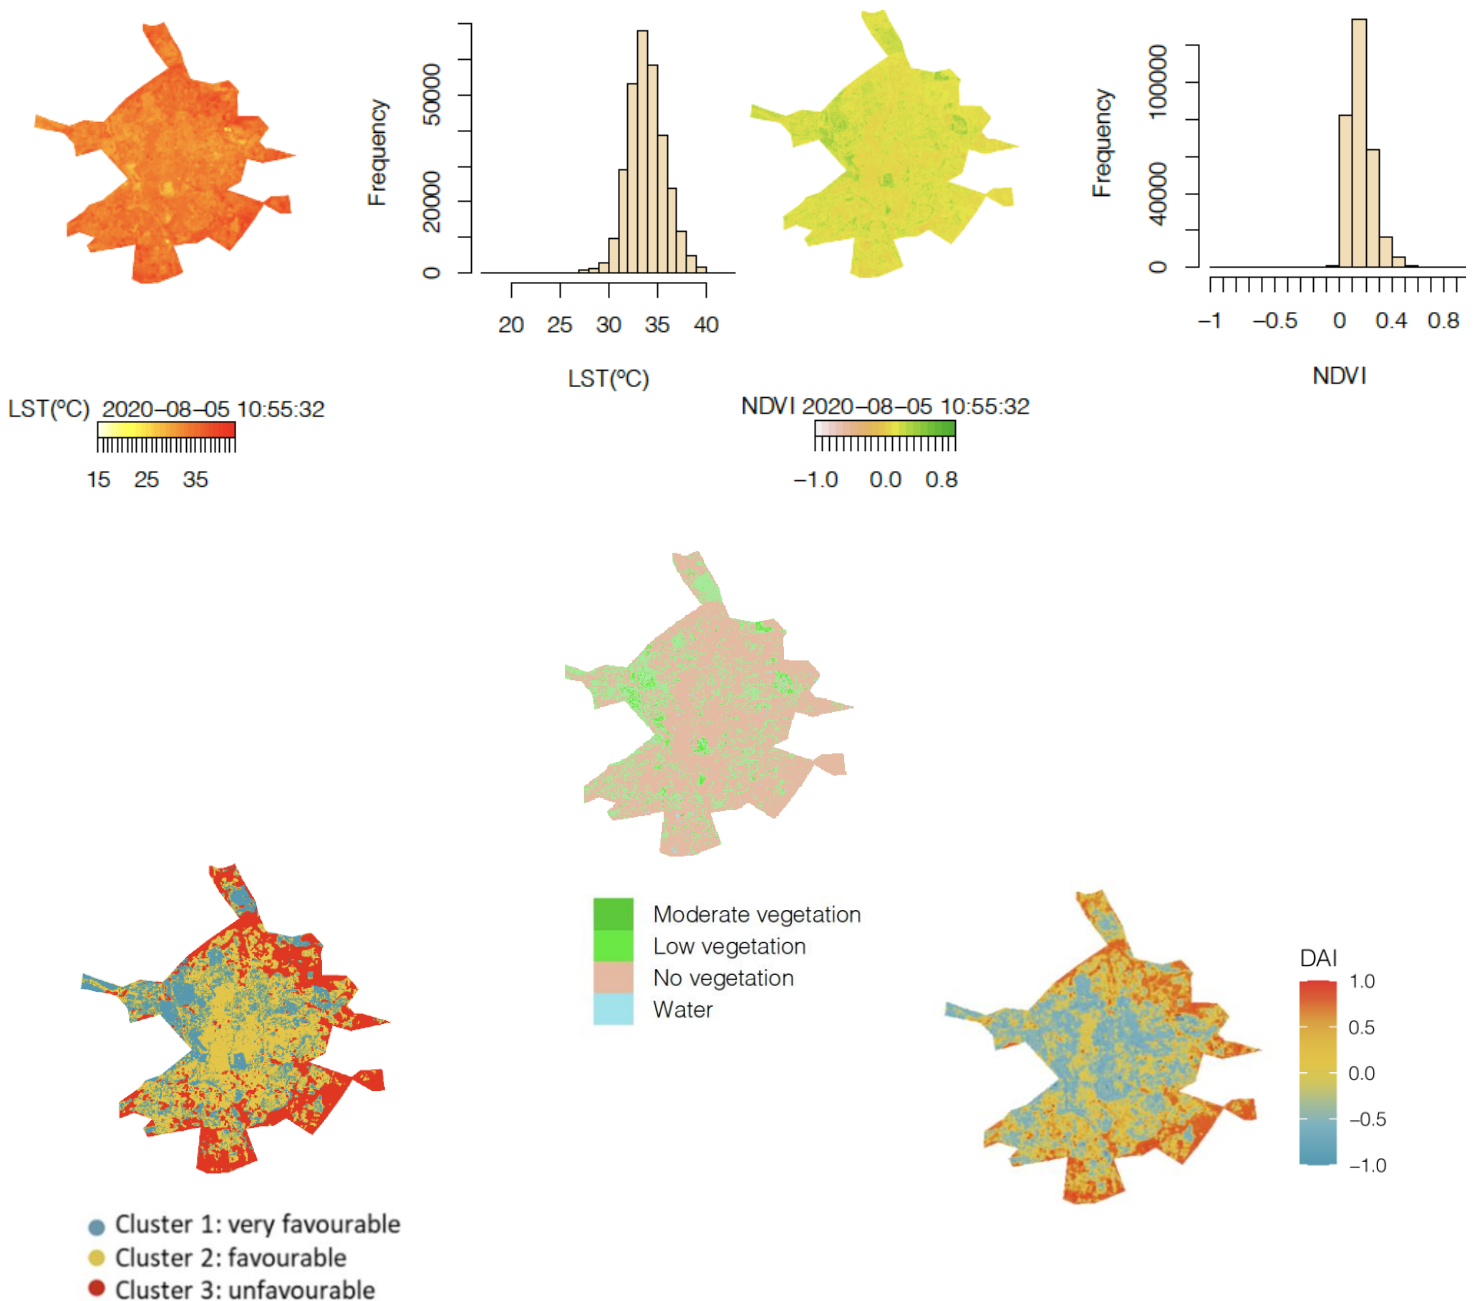 Frequency
0
20000
50000
20 25 30 35 40
LST(ºC)
Frequency
0
40000
100000
−1 −0.5 0 0.4 0.8
NDVI
LST(ºC) 2020−08−05 10:55:32
15 25 35
NDVI 2020−08−05 10:55:32
−1.0 0.0 0.8
Moderate vegetation
Low vegetation
No vegetation
Water
DAI
1.0
0.5
0.0
−0.5
−1.0
Cluster 1: very favourable
Cluster 2: favourable
Cluster 3: unfavourable